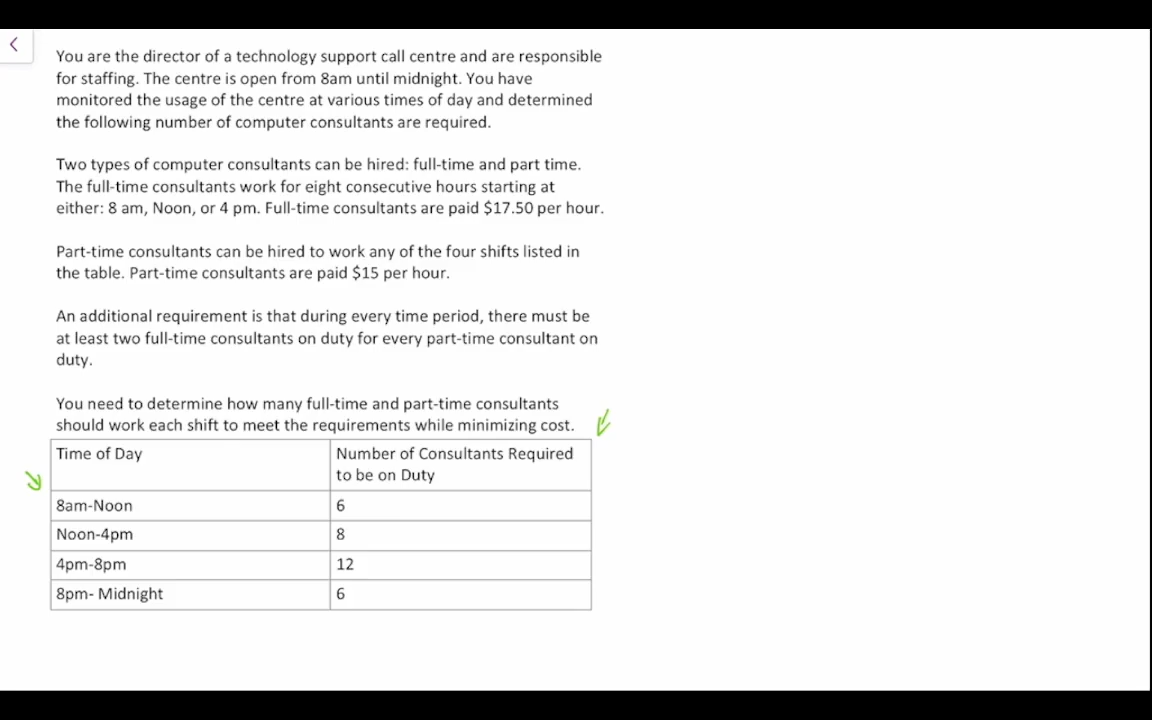 You are the director of a technology support call centre and are responsible
for staffing. The centre is open from 8am until midnight. You have
monitored the usage of the centre at various times of day and determined
the following number of computer consultants are required.
Two types of computer consultants can be hired: full-time and part time.
The full-time consultants work for eight consecutive hours starting at
either: 8 am, Noon, or 4 pm. Full-time consultants are paid $17.50 per hour.
Part-time consultants can be hired to work any of the four shifts listed in
the table. Part-time consultants are paid $15 per hour.
An additional requirement is that during every time period, there must be
at least two full-time consultants on duty for every part-time consultant on
duty.
You need to determine how many full-time and part-time consultants
should work each shift to meet the requirements while minimizing cost.
Time of Day Number of Consultants Required
to be on Duty
8am-Noon 6
Noon-4pm 8
4pm-8pm 12
8pm- Midnight 6